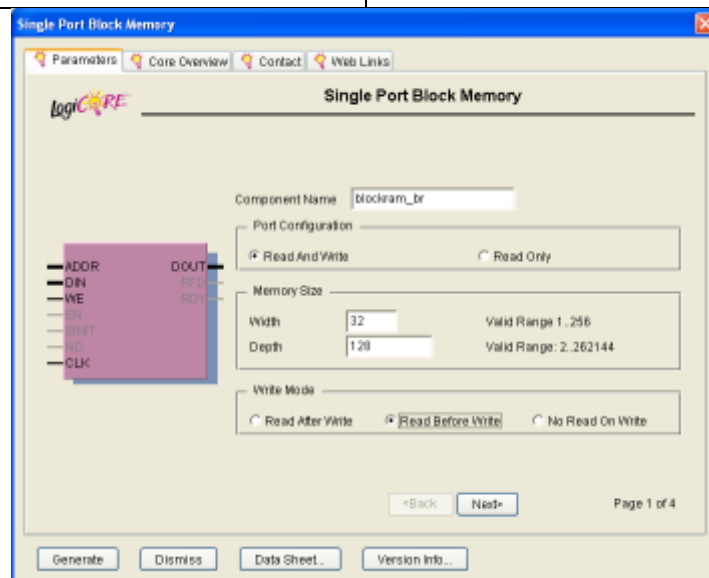 Single Port Block Memory
Parameters Core Overview Contact Web Links
LogiCORE Single Port Block Memory
Component Name blockram_br
Port Configuration
Read And Write Read Only
Memory Size
Width 32 Valid Range 1..256
Depth 128 Valid Range: 2..262144
Write Mode
Read After Write Read Before Write No Read On Write
ADDR DOUT
DIN RFD
WE RDY
EN
SINIT
ND
CLK
<Back Next> Page 1 of 4
Generate Dismiss Data Sheet... Version Info...